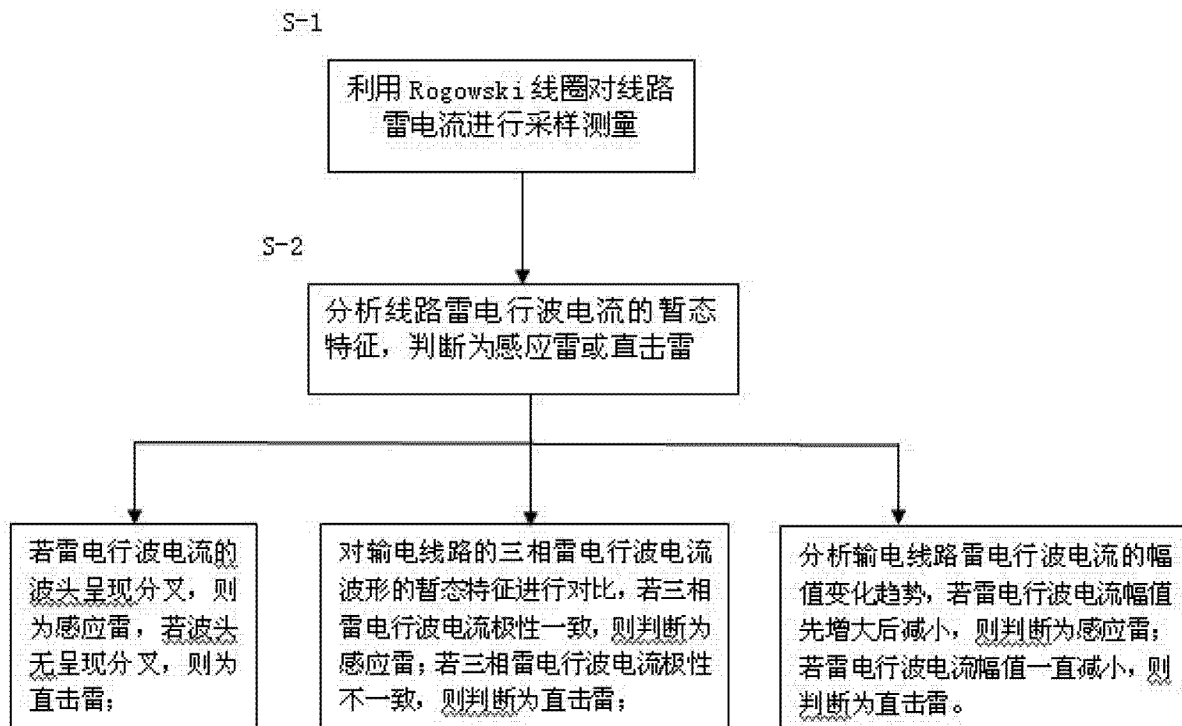 S-1
利用Rogowski线圈对线路
雷电流进行采样测量
S-2
分析线路雷电行波电流的暂态
特征，判断为感应雷或直击雷
若雷电行波电流的
波头呈现分叉，则
为感应雷，若波头
无呈现分叉，则为
直击雷；
对输电线路的三相雷电行波电流
波形的暂态特征进行对比，若三相
雷电行波电流极性一致，则判断为
感应雷；若三相雷电行波电流极性
不一致，则判断为直击雷；
分析输电线路雷电行波电流的幅
值变化趋势，若雷电行波电流幅值
先增大后减小，则判断为感应雷；
若雷电行波电流幅值一直减小，则
判断为直击雷。